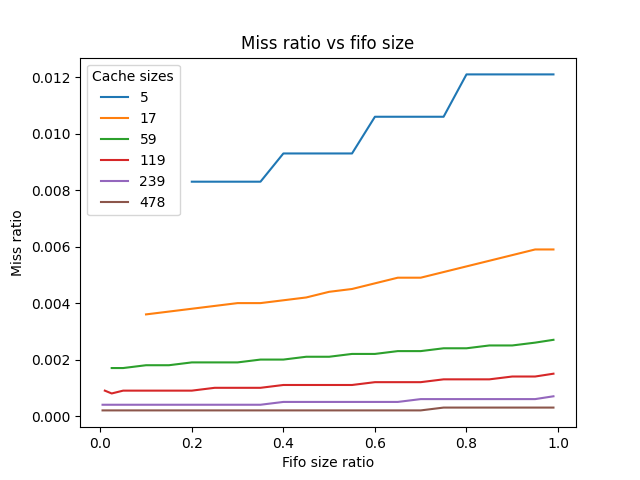 Miss ratio vs fifo size
Cache sizes
5
17
59
119
239
478
0.012
0.010
0.008
0.006
0.004
0.002
0.000
Miss ratio
0.0 0.2 0.4 0.6 0.8 1.0
Fifo size ratio